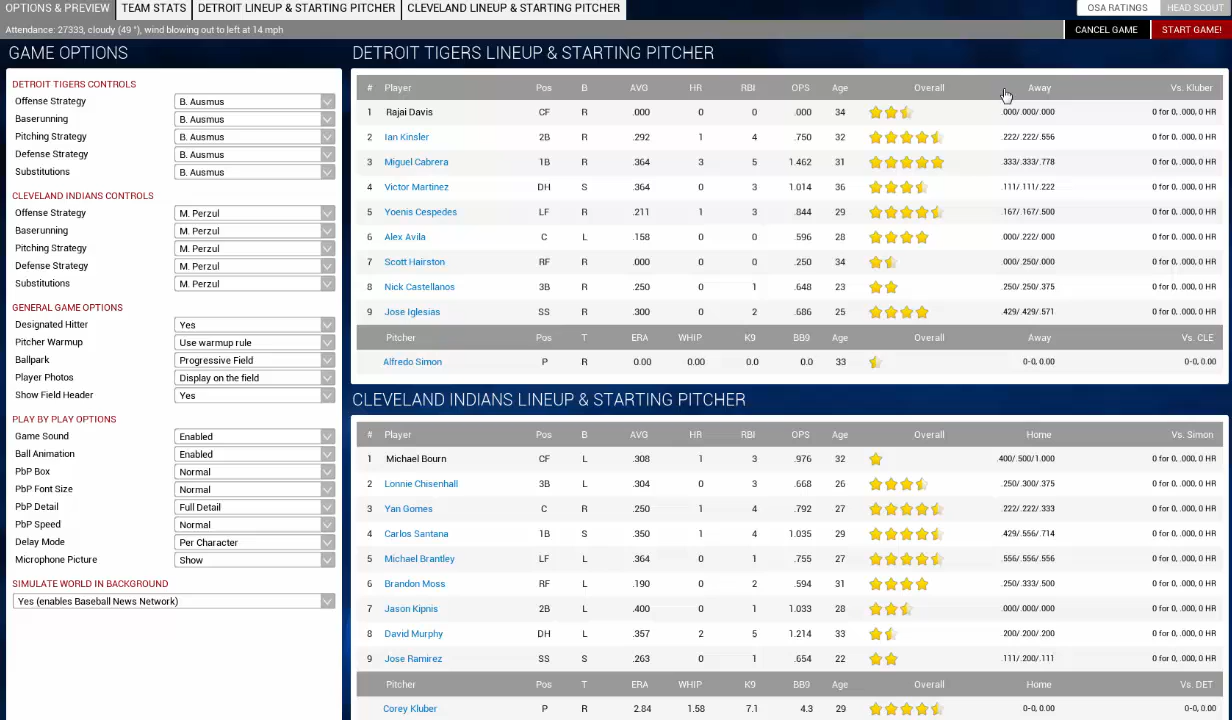 OPTIONS & PREVIEW TEAM STATS DETROIT LINEUP & STARTING PITCHER CLEVELAND LINEUP & STARTING PITCHER OSA RATINGS HEAD SCOUT
Attendance: 27333, cloudy (49 °), wind blowing out to left at 14 mph CANCEL GAME START GAME!
GAME OPTIONS
DETROIT TIGERS CONTROLS
Offense Strategy B. Ausmus
Baserunning B. Ausmus
Pitching Strategy B. Ausmus
Defense Strategy B. Ausmus
Substitutions B. Ausmus
CLEVELAND INDIANS CONTROLS
Offense Strategy M. Perzul
Baserunning M. Perzul
Pitching Strategy M. Perzul
Defense Strategy M. Perzul
Substitutions M. Perzul
GENERAL GAME OPTIONS
Designated Hitter Yes
Pitcher Warmup Use warmup rule
Ballpark Progressive Field
Player Photos Display on the field
Show Field Header Yes
PLAY BY PLAY OPTIONS
Game Sound Enabled
Ball Animation Enabled
PbP Box Normal
PbP Font Size Normal
PbP Detail Full Detail
PbP Speed Normal
Delay Mode Per Character
Microphone Picture Show
SIMULATE WORLD IN BACKGROUND
Yes (enables Baseball News Network)
DETROIT TIGERS LINEUP & STARTING PITCHER
# Player Pos B AVG HR RBI OPS Age Overall Away Vs. Kluber
1 Rajai Davis CF R .000 0 0 .000 34 .000/.000/.000 0 for 0, .000, 0 HR
2 Ian Kinsler 2B R .292 1 4 .750 32 .222/.222/.556 0 for 0, .000, 0 HR
3 Miguel Cabrera 1B R .364 3 5 1.462 31 .333/.333/.778 0 for 0, .000, 0 HR
4 Victor Martinez DH S .364 0 3 1.014 36 .111/.111/.222 0 for 0, .000, 0 HR
5 Yoenis Cespedes LF R .211 1 3 .844 29 .167/.167/.500 0 for 0, .000, 0 HR
6 Alex Avila C L .158 0 0 .596 28 .000/.222/.000 0 for 0, .000, 0 HR
7 Scott Hairston RF R .000 0 0 .250 34 .000/.250/.000 0 for 0, .000, 0 HR
8 Nick Castellanos 3B R .250 0 1 .648 23 .250/.250/.375 0 for 0, .000, 0 HR
9 Jose Iglesias SS R .300 0 2 .686 25 .429/.429/.571 0 for 0, .000, 0 HR
Pitcher Pos T ERA WHIP K9 BB9 Age Overall Away Vs. CLE
Alfredo Simon P R 0.00 0.00 0.0 0.0 33 0-0, 0.00 0-0, 0.00
CLEVELAND INDIANS LINEUP & STARTING PITCHER
# Player Pos B AVG HR RBI OPS Age Overall Home Vs. Simon
1 Michael Bourn CF L .308 1 3 .976 32 .400/.500/1.000 0 for 0, .000, 0 HR
2 Lonnie Chisenhall 3B L .304 0 3 .668 26 .250/.300/.375 0 for 0, .000, 0 HR
3 Yan Gomes C R .250 1 4 .792 27 .222/.222/.333 0 for 0, .000, 0 HR
4 Carlos Santana 1B S .350 1 4 1.035 29 .429/.556/.714 0 for 0, .000, 0 HR
5 Michael Brantley LF L .364 0 1 .755 27 .556/.556/.556 0 for 0, .000, 0 HR
6 Brandon Moss RF L .190 0 2 .594 31 .250/.333/.500 0 for 0, .000, 0 HR
7 Jason Kipnis 2B L .400 0 1 1.033 28 .000/.000/.000 0 for 0, .000, 0 HR
8 David Murphy DH L .357 2 5 1.214 33 .200/.200/.200 0 for 0, .000, 0 HR
9 Jose Ramirez SS S .263 0 1 .654 22 .111/.200/.111 0 for 0, .000, 0 HR
Pitcher Pos T ERA WHIP K9 BB9 Age Overall Home Vs. DET
Corey Kluber P R 2.84 1.58 7.1 4.3 29 0-0, 0.00 0-0, 0.00